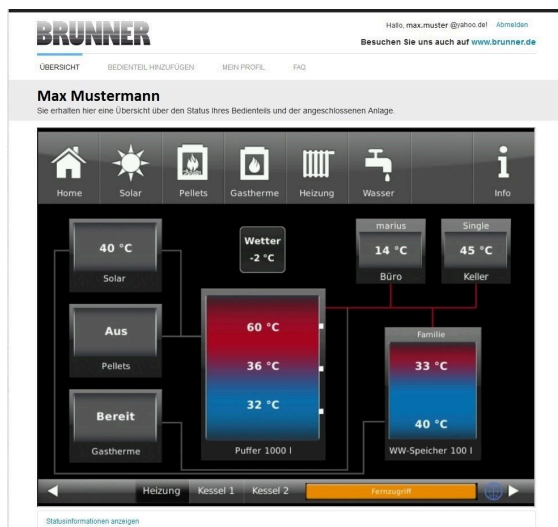 BRUNNER
Hallo, max.muster @yahoo.de! Abmelden
Besuchen Sie uns auch auf www.brunner.de
ÜBERSICHT BEDIENTEIL HINZUFÜGEN MEIN PROFIL FAQ
Max Mustermann
Sie erhalten hier eine Übersicht über den Status Ihres Bedienteils und der angeschlossenen Anlage.
Home Solar Pellets Gastherme Heizung Wasser Info
marius Single
40 °C Wetter 14 °C 45 °C
-2 °C
Solar Büro Keller
Aus 60 °C Familie
Pellets 36 °C 33 °C
Bereit 32 °C 40 °C
Gastherme Puffer 1000 l WW-Speicher 100 l
Heizung Kessel 1 Kessel 2 Fernzugriff
Statusinformationen anzeigen